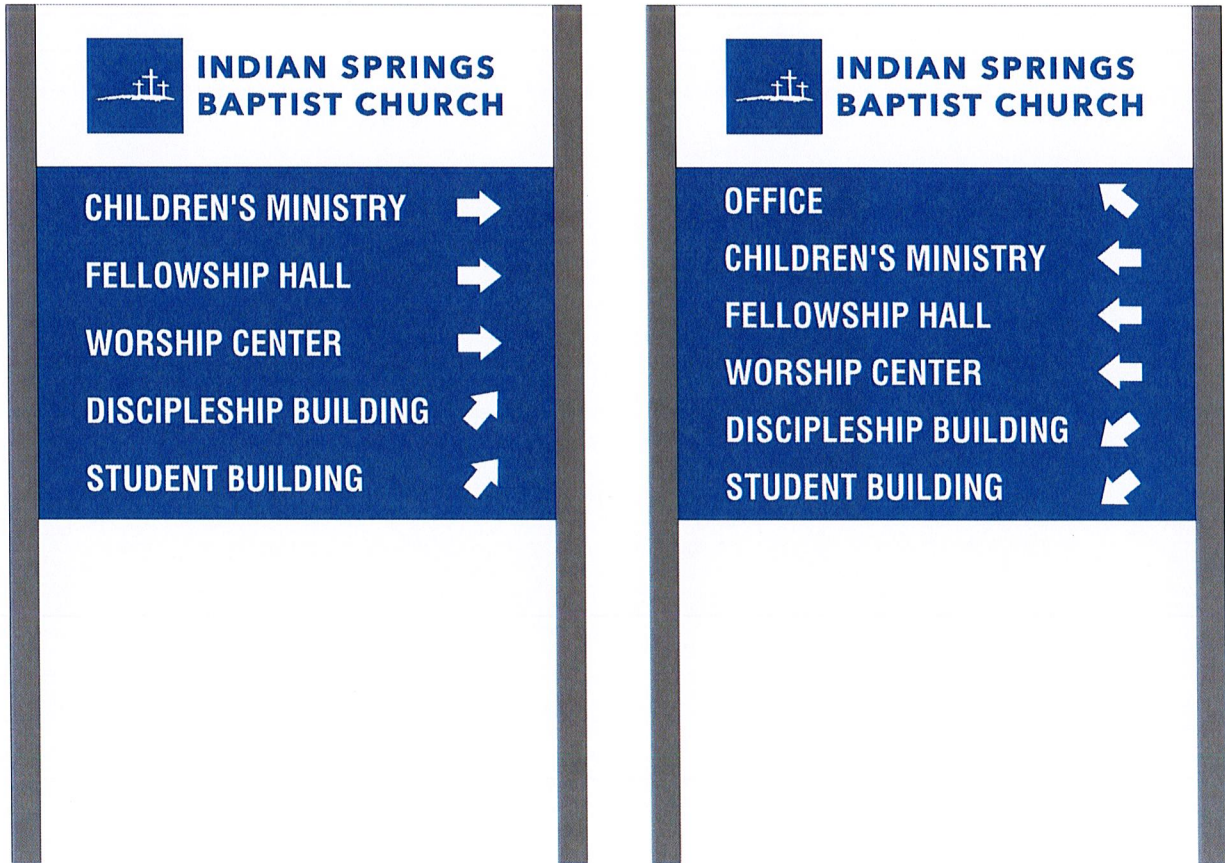 INDIAN SPRINGS
BAPTIST CHURCH
CHILDREN'S MINISTRY
FELLOWSHIP HALL
WORSHIP CENTER
DISCIPLESHIP BUILDING
STUDENT BUILDING
INDIAN SPRINGS
BAPTIST CHURCH
OFFICE
CHILDREN'S MINISTRY
FELLOWSHIP HALL
WORSHIP CENTER
DISCIPLESHIP BUILDING
STUDENT BUILDING